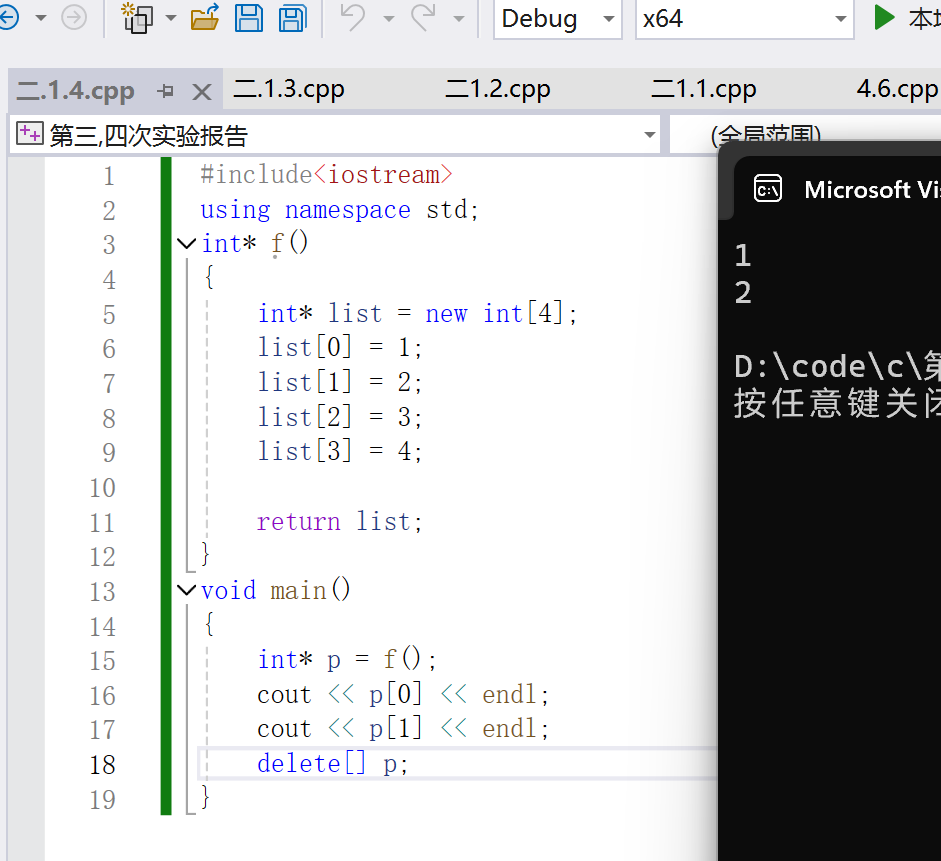 Debug x64 本
二.1.4.cpp 二.1.3.cpp 二1.2.cpp 二1.1.cpp 4.6.cpp
第三,四次实验报告 (全局范围)
1 #include<iostream>
2 using namespace std;
3 int* f()
4 {
5 int* list = new int[4];
6 list[0] = 1;
7 list[1] = 2;
8 list[2] = 3;
9 list[3] = 4;
10
11 return list;
12 }
13 void main()
14 {
15 int* p = f();
16 cout << p[0] << endl;
17 cout << p[1] << endl;
18 delete[] p;
19 }
Microsoft
1
2
D:\code\c\第
按任意键关闭